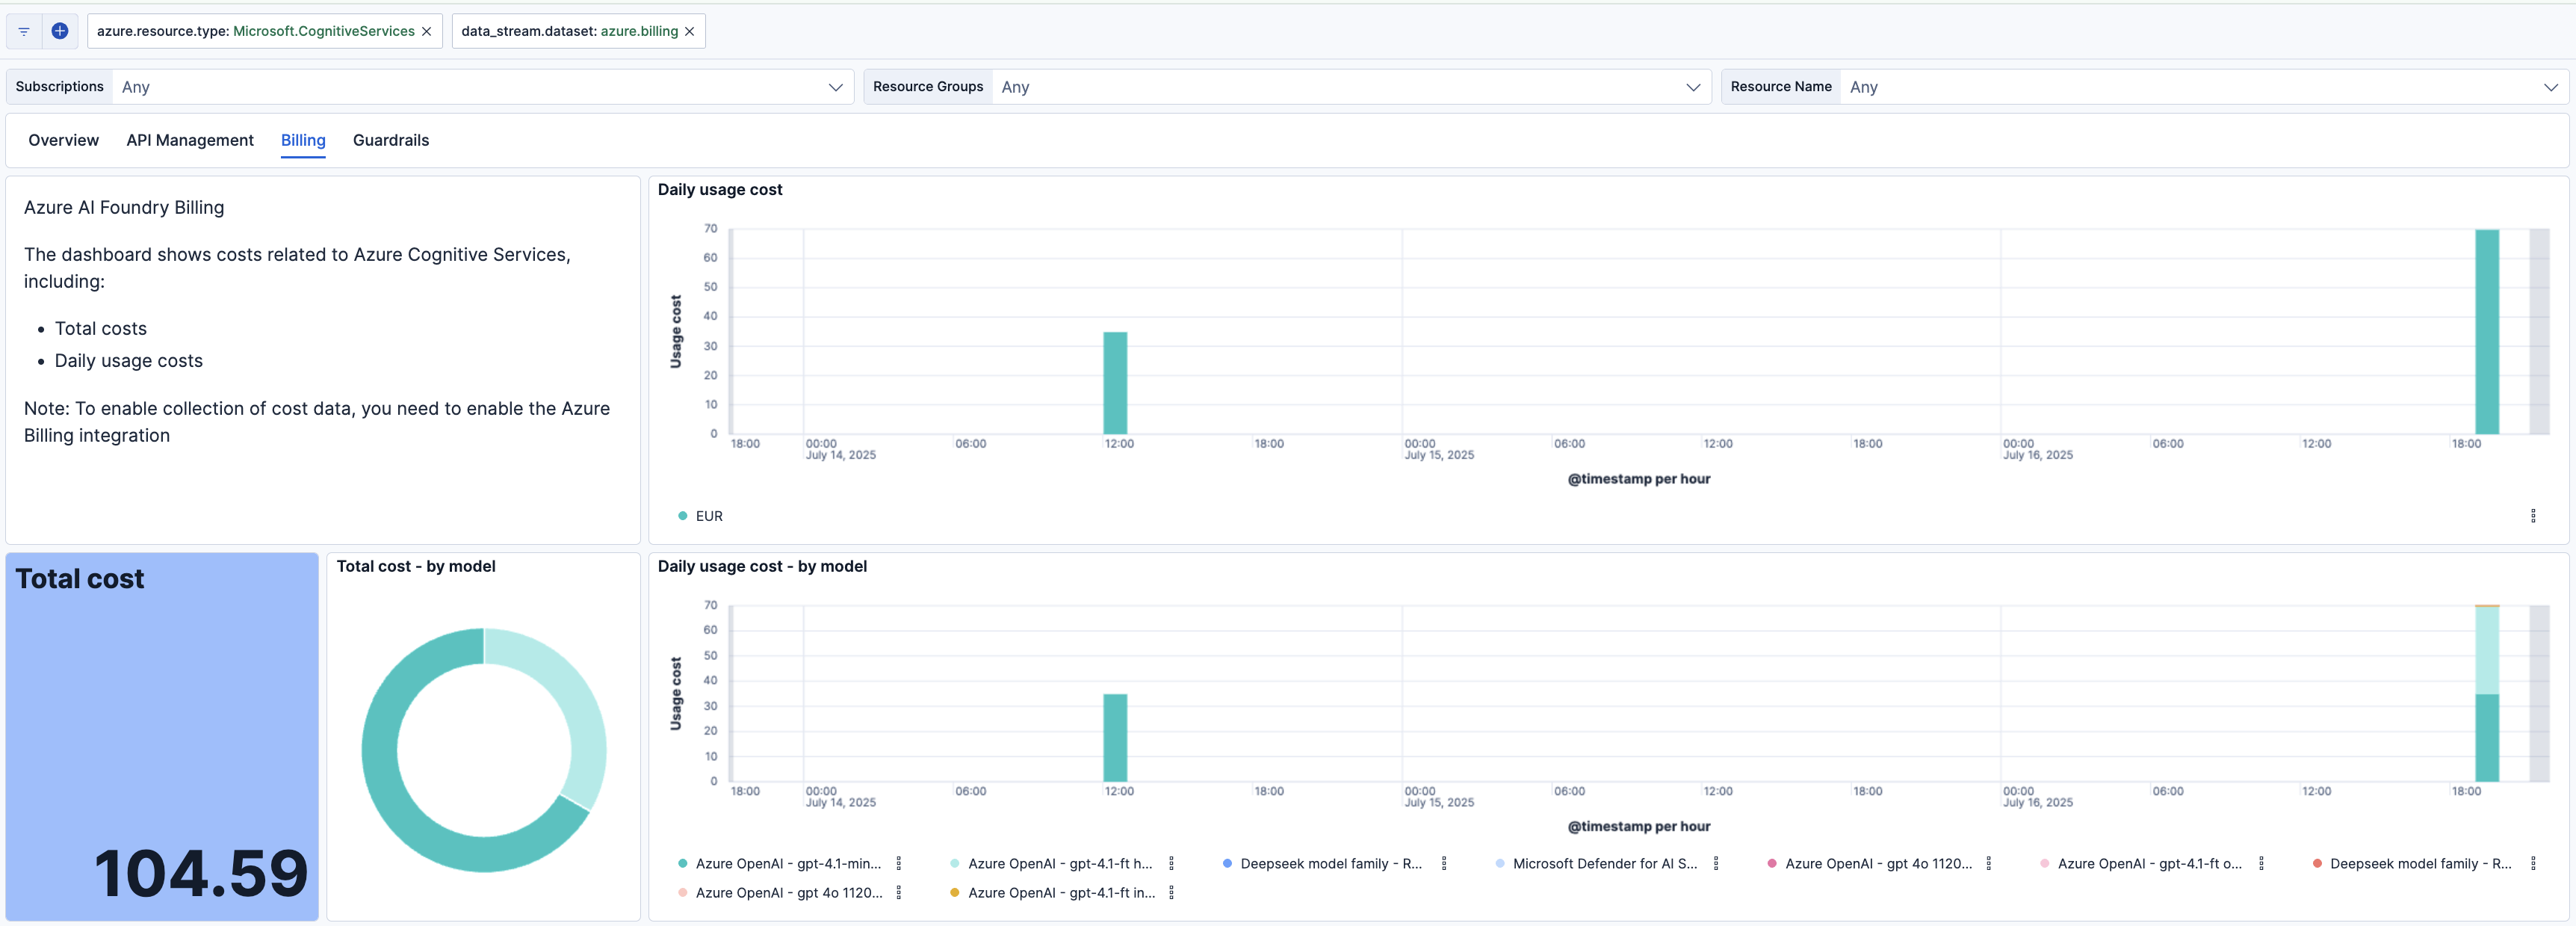 azure.resource.type: Microsoft.CognitiveServices
data_stream.dataset: azure.billing
Subscriptions Any
Resource Groups Any
Resource Name Any
Overview API Management Billing Guardrails
Azure AI Foundry Billing
The dashboard shows costs related to Azure Cognitive Services,
including:
• Total costs
• Daily usage costs
Note: To enable collection of cost data, you need to enable the Azure
Billing integration
Daily usage cost
Usage cost
70
60
50
40
30
20
10
0
18:00 00:00 06:00 12:00 18:00 00:00 06:00 12:00 18:00 00:00 06:00 12:00 18:00
July 14, 2025 July 15, 2025 July 16, 2025
@timestamp per hour
EUR
Total cost
104.59
Total cost - by model
Daily usage cost - by model
Usage cost
70
60
50
40
30
20
10
0
18:00 00:00 06:00 12:00 18:00 00:00 06:00 12:00 18:00 00:00 06:00 12:00 18:00
July 14, 2025 July 15, 2025 July 16, 2025
@timestamp per hour
Azure OpenAI - gpt-4.1-min... Azure OpenAI - gpt-4.1-ft h... Deepseek model family - R... Microsoft Defender for AI S... Azure OpenAI - gpt 4o 1120... Azure OpenAI - gpt-4.1-ft o... Deepseek model family - R...
Azure OpenAI - gpt 4o 1120... Azure OpenAI - gpt-4.1-ft in...